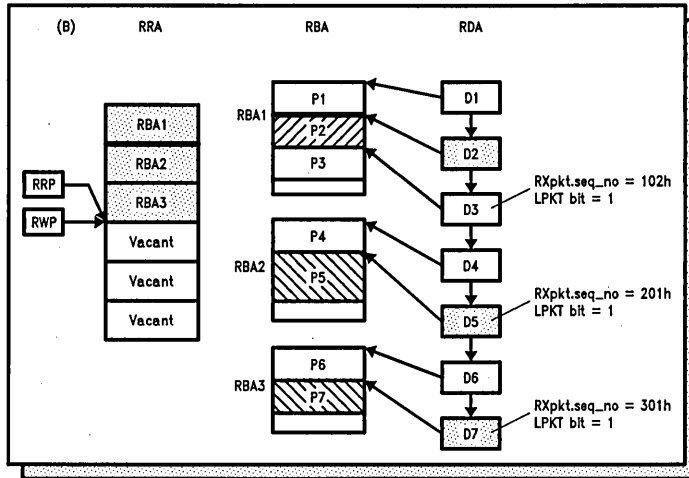 (B) RRA RBA RDA
RBA1
RBA2
RBA3
Vacant
Vacant
Vacant
RRP
RWP
RBA1
P1
P2
P3
RBA2
P4
P5
RBA3
P6
P7
D1
D2
D3
D4
D5
D6
D7
RXpkt.seq_no = 102h
LPKT bit = 1
RXpkt.seq_no = 201h
LPKT bit = 1
RXpkt.seq_no = 301h
LPKT bit = 1